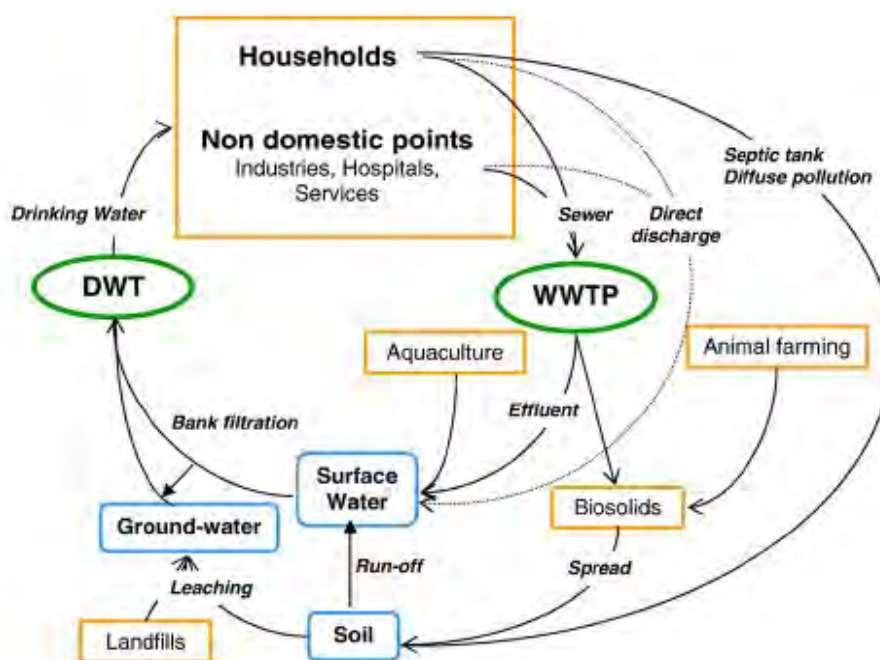 Households
Non domestic points
Industries, Hospitals,
Services
Septic tank
Diffuse pollution
Drinking Water
Sewer
Direct
discharge
DWT
WWTP
Aquaculture
Animal farming
Effluent
Bank filtration
Surface
Water
Biosolids
Ground-water
Run-off
Spread
Leaching
Landfills
Soil